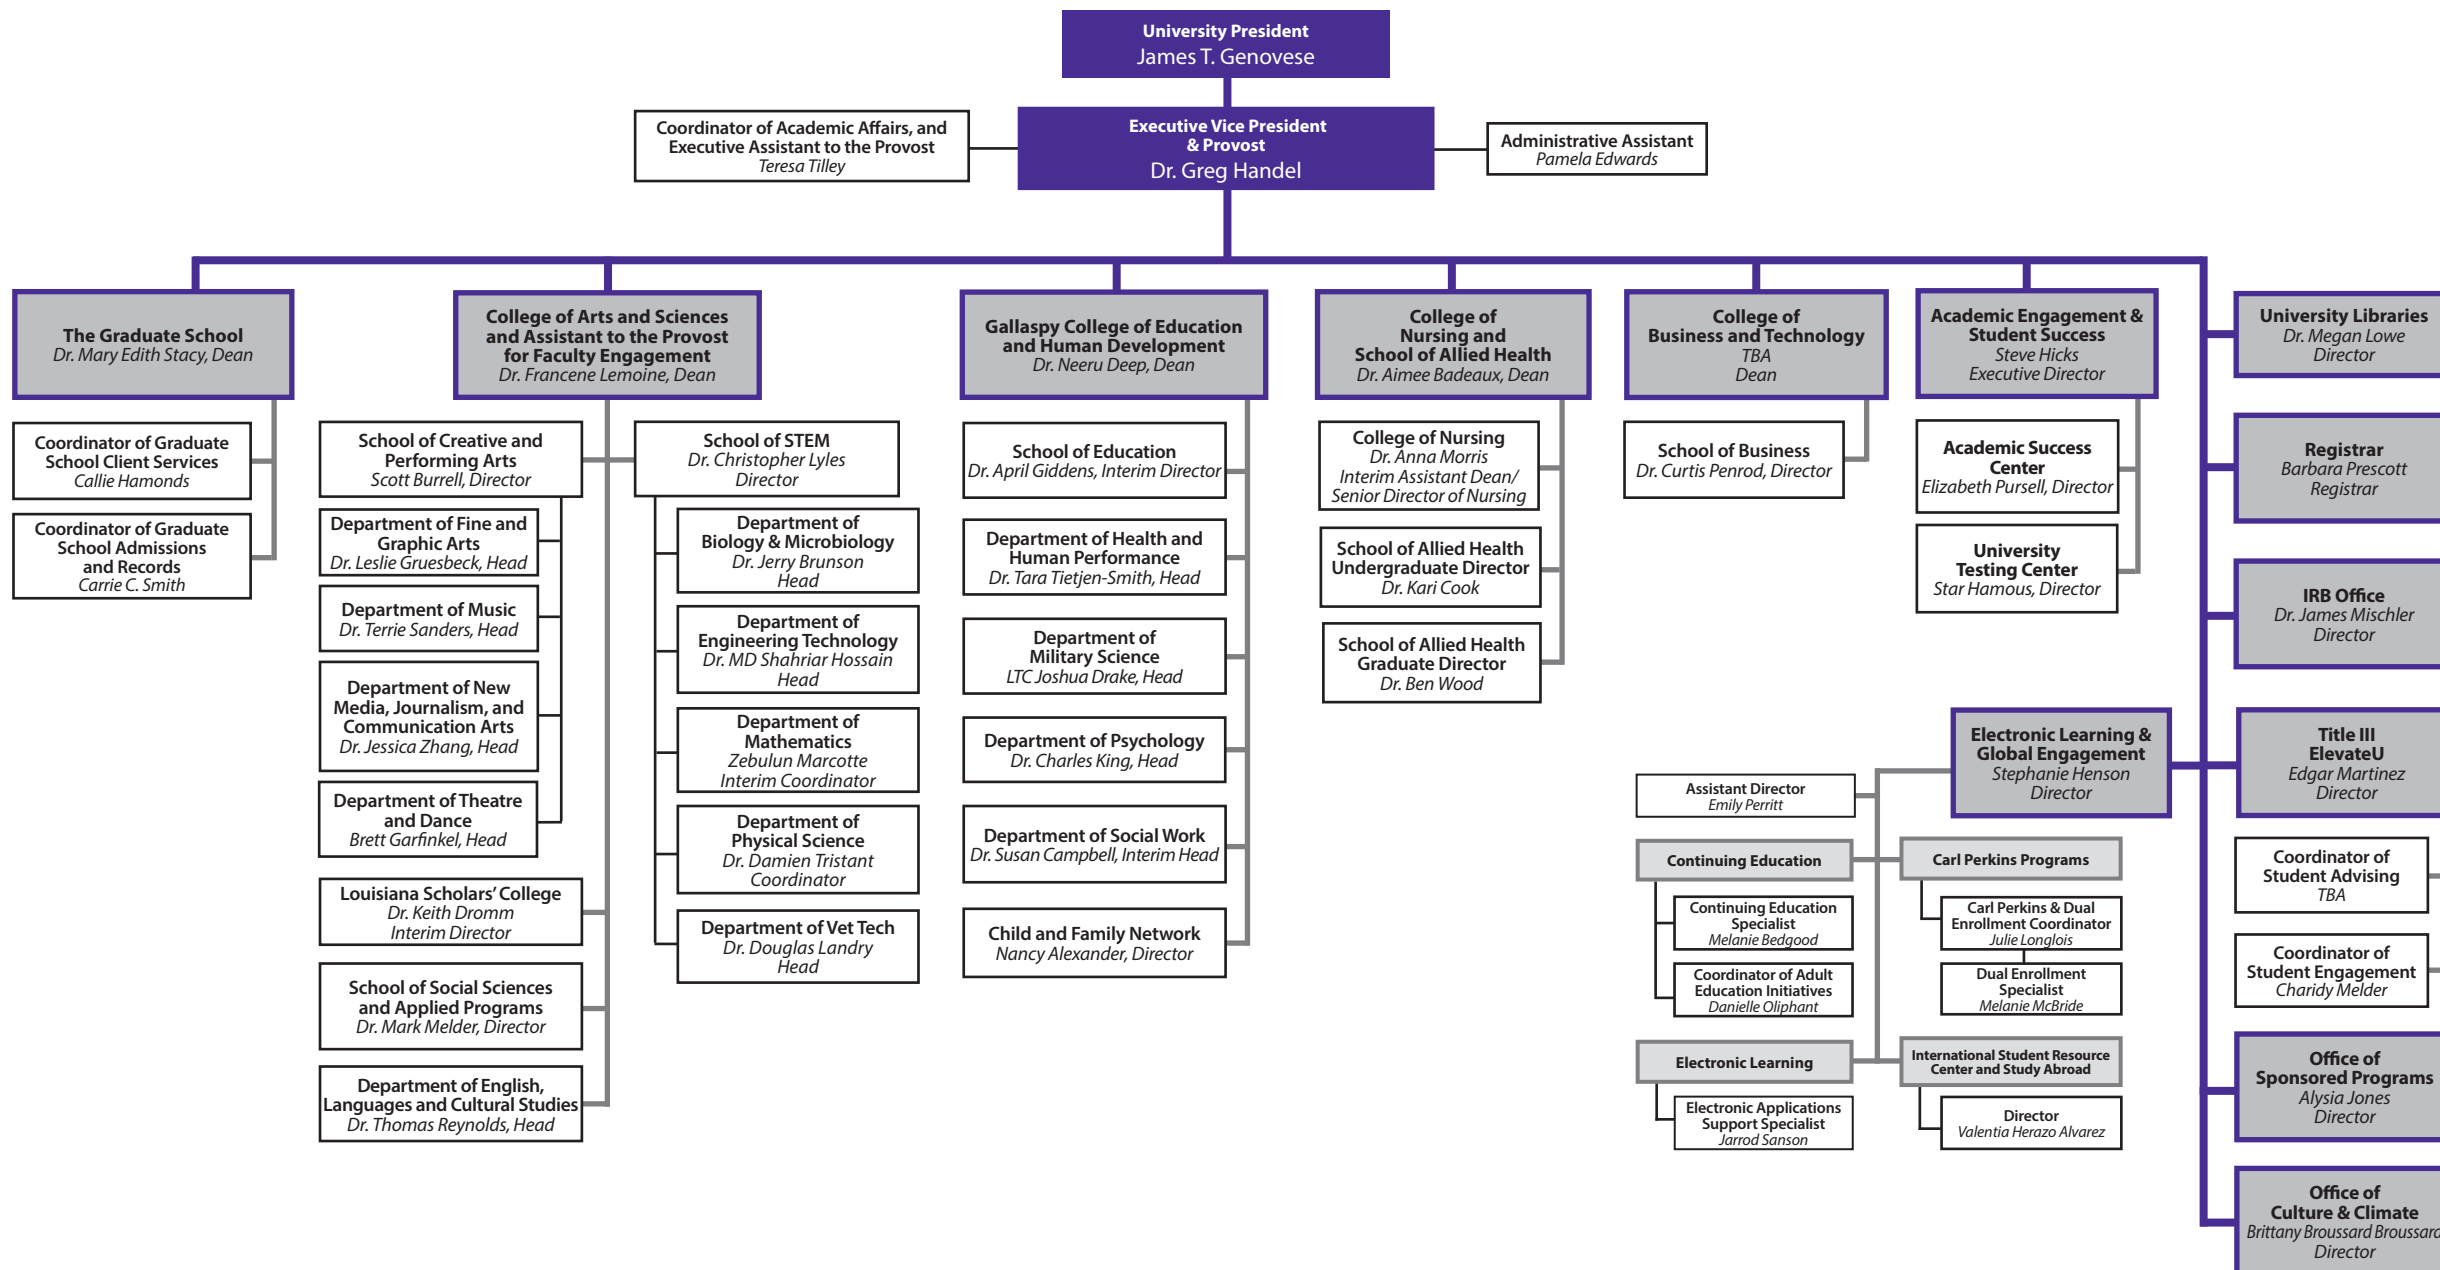 University President
James T. Genovese
Coordinator of Academic Affairs, and
Executive Assistant to the Provost
Teresa Tilley
Executive Vice President
& Provost
Dr. Greg Handel
Administrative Assistant
Pamela Edwards
The Graduate School
Dr. Mary Edith Stacy, Dean
Coordinator of Graduate
School Client Services
Callie Hamonds
Coordinator of Graduate
School Admissions
and Records
Carrie C. Smith
College of Arts and Sciences
and Assistant to the Provost
for Faculty Engagement
Dr. Francene Lemoine, Dean
School of Creative and
Performing Arts
Scott Burrell, Director
Department of Fine and
Graphic Arts
Dr. Leslie Gruesbeck, Head
Department of Music
Dr. Terrie Sanders, Head
Department of New
Media, Journalism, and
Communication Arts
Dr. Jessica Zhang, Head
Department of Theatre
and Dance
Brett Garfinkel, Head
Louisiana Scholars’ College
Dr. Keith Dromm
Interim Director
School of Social Sciences
and Applied Programs
Dr. Mark Melder, Director
Department of English,
Languages and Cultural Studies
Dr. Thomas Reynolds, Head
School of STEM
Dr. Christopher Lyles
Director
Department of
Biology & Microbiology
Dr. Jerry Brunson
Head
Department of
Engineering Technology
Dr. MD Shahriar Hossain
Head
Department of
Mathematics
Zebulun Marcotte
Interim Coordinator
Department of
Physical Science
Dr. Damien Tristant
Coordinator
Department of Vet Tech
Dr. Douglas Landry
Head
Gallaspy College of Education
and Human Development
Dr. Neeru Deep, Dean
School of Education
Dr. April Giddens, Interim Director
Department of Health and
Human Performance
Dr. Tara Tietjen-Smith, Head
Department of
Military Science
LTC Joshua Drake, Head
Department of Psychology
Dr. Charles King, Head
Department of Social Work
Dr. Susan Campbell, Interim Head
Child and Family Network
Nancy Alexander, Director
College of
Nursing and
School of Allied Health
Dr. Aimee Badeaux, Dean
College of Nursing
Dr. Anna Morris
Interim Assistant Dean/
Senior Director of Nursing
School of Allied Health
Undergraduate Director
Dr. Kari Cook
School of Allied Health
Graduate Director
Dr. Ben Wood
College of
Business and Technology
TBA
Dean
School of Business
Dr. Curtis Penrod, Director
Academic Engagement &
Student Success
Steve Hicks
Executive Director
Academic Success
Center
Elizabeth Pursell, Director
University
Testing Center
Star Hamous, Director
Electronic Learning &
Global Engagement
Stephanie Henson
Director
Assistant Director
Emily Perritt
Continuing Education
Continuing Education
Specialist
Melanie Bedgood
Coordinator of Adult
Education Initiatives
Danielle Oliphant
Carl Perkins Programs
Carl Perkins & Dual
Enrollment Coordinator
Julie Longlois
Dual Enrollment
Specialist
Melanie McBride
Electronic Learning
Electronic Applications
Support Specialist
Jarrod Sanson
International Student Resource
Center and Study Abroad
Director
Valentia Herazo Alvarez
University Libraries
Dr. Megan Lowe
Director
Registrar
Barbara Prescott
Registrar
IRB Office
Dr. James Mischler
Director
Title III
ElevateU
Edgar Martinez
Director
Coordinator of
Student Advising
TBA
Coordinator of
Student Engagement
Charidy Melder
Office of
Sponsored Programs
Alysia Jones
Director
Office of
Culture & Climate
Brittany Broussard Broussard
Director